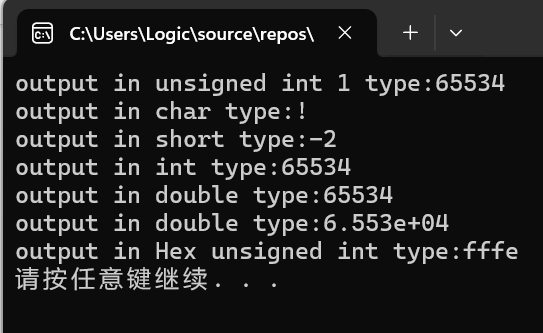 C:\Users\Logic\source\repos\
output in unsigned int 1 type:65534
output in char type:!
output in short type:-2
output in int type:65534
output in double type:65534
output in double type:6.553e+04
output in Hex unsigned int type:fffe
请按任意键继续. . .